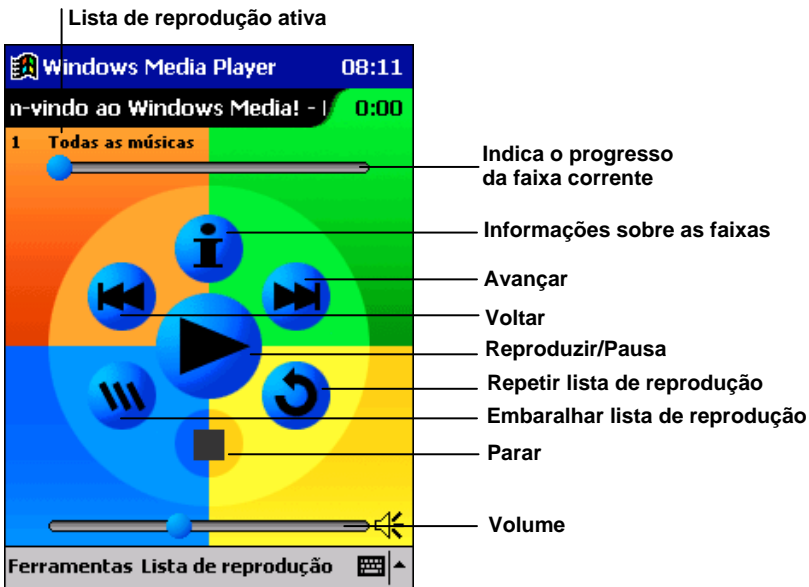 Lista de reprodução ativa
Windows Media Player 08:11
n-vindo ao Windows Media! - 0:00
1 Todas as músicas
Indica o progresso
da faixa corrente
Informações sobre as faixas
Avançar
Voltar
Reproduzir/Pausa
Repetir lista de reprodução
Embaralhar lista de reprodução
Parar
Volume
Ferramentas Lista de reprodução